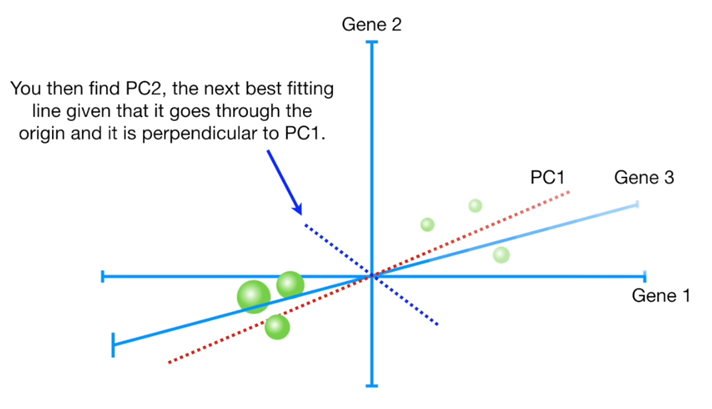 Gene 2
You then find PC2, the next best fitting
line given that it goes through the
origin and it is perpendicular to PC1.
PC1
Gene 3
Gene 1